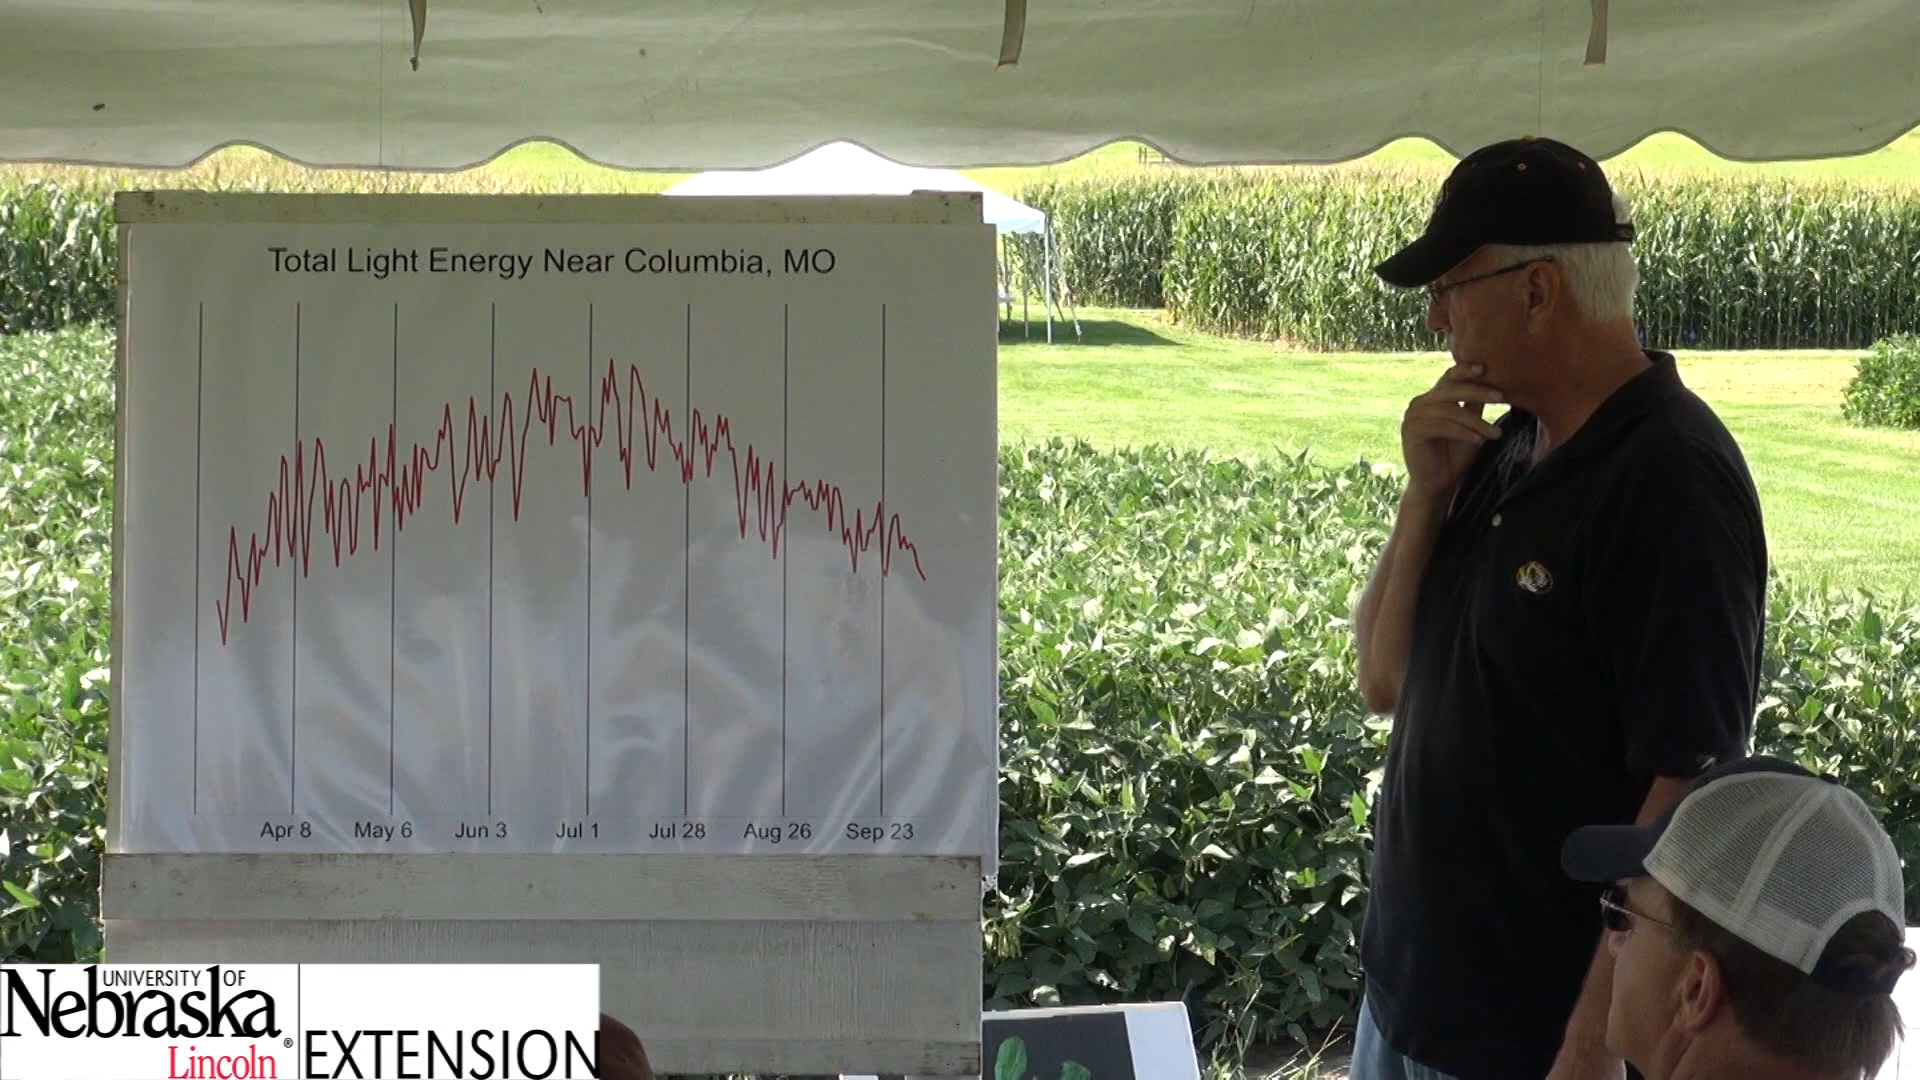 Total Light Energy Near Columbia, MO
Apr 8 May 6 Jun 3 Jul 1 Jul 28 Aug 26 Sep 23
UNIVERSITY OF
Nebraska
Lincoln®
EXTENSION